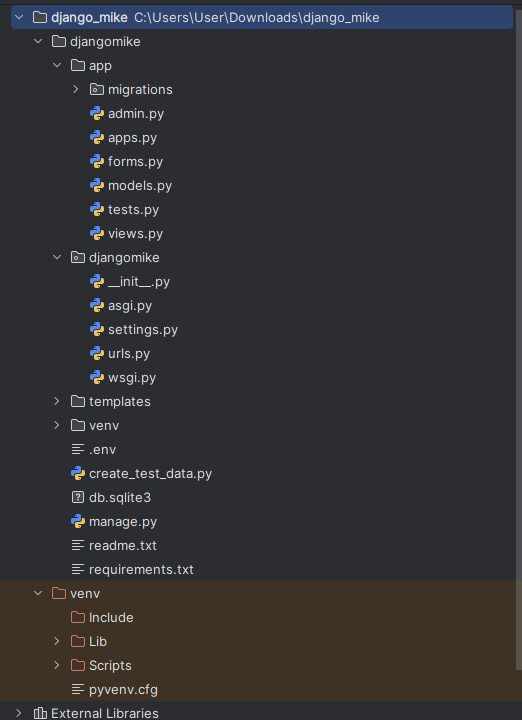 django_mike C:\Users\User\Downloads\django_mike
djangomike
app
migrations
admin.py
apps.py
forms.py
models.py
tests.py
views.py
djangomike
__init__.py
asgi.py
settings.py
urls.py
wsgi.py
templates
venv
.env
create_test_data.py
db.sqlite3
manage.py
readme.txt
requirements.txt
venv
Include
Lib
Scripts
pyvenv.cfg
External Libraries